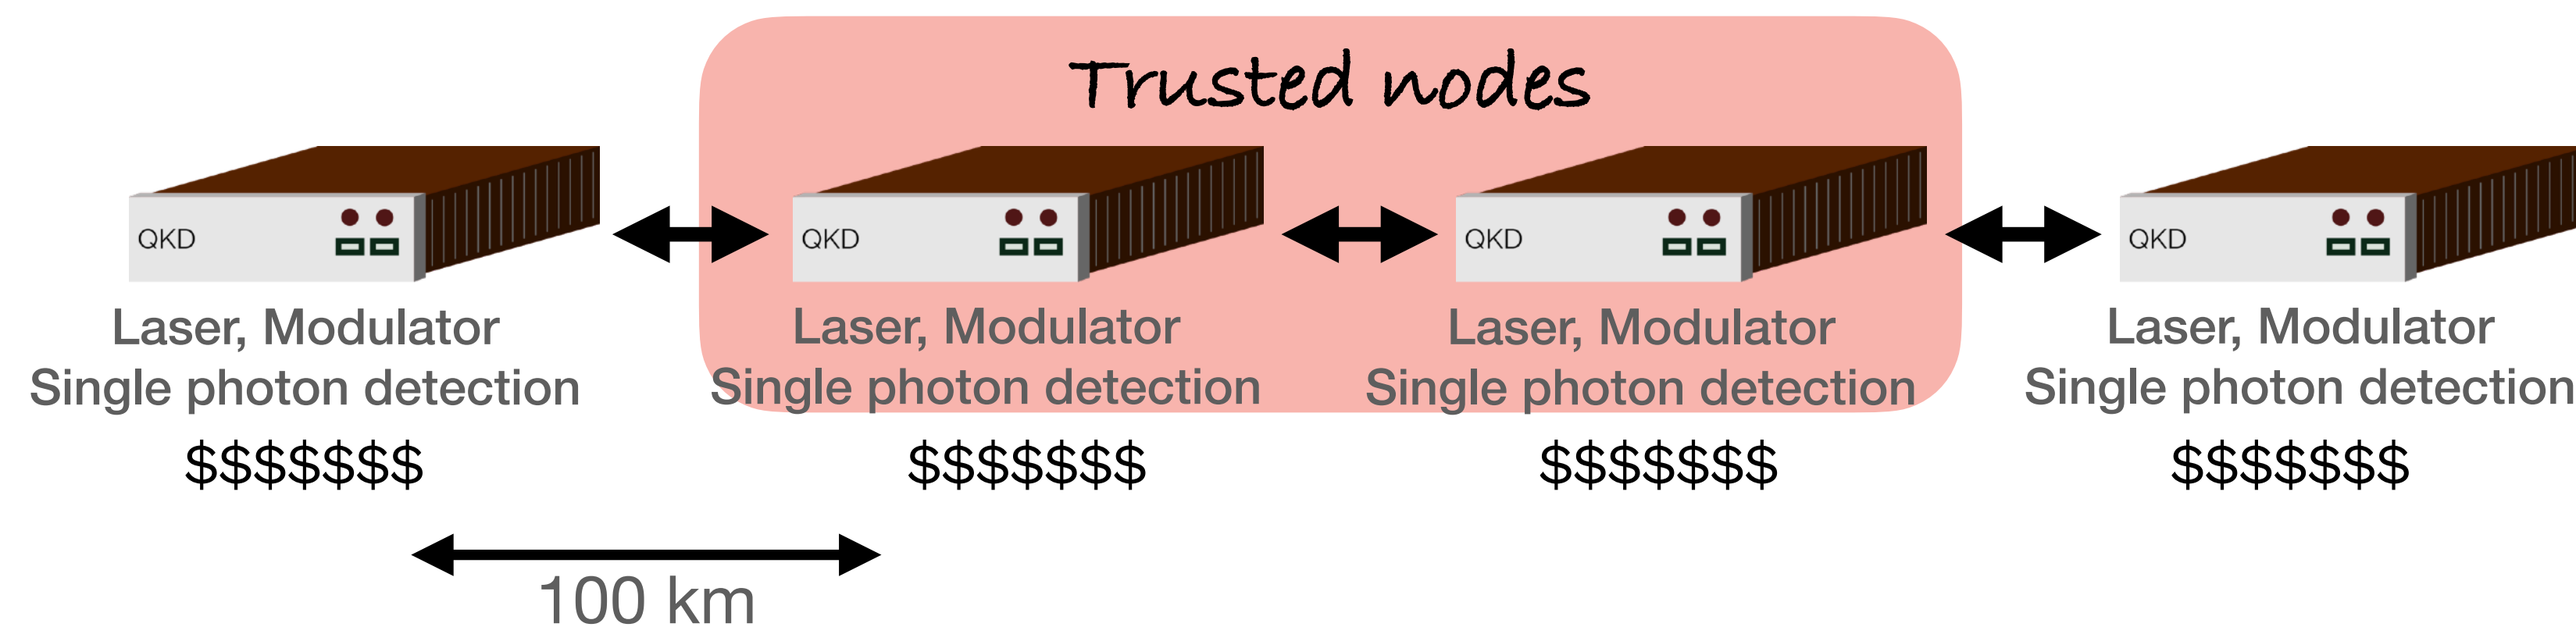 Trusted nodes
QKD
QKD
QKD
QKD
Laser, Modulator
Single photon detection
$$$$$$$
Laser, Modulator
Single photon detection
$$$$$$$
Laser, Modulator
Single photon detection
$$$$$$$
Laser, Modulator
Single photon detection
$$$$$$$
100 km